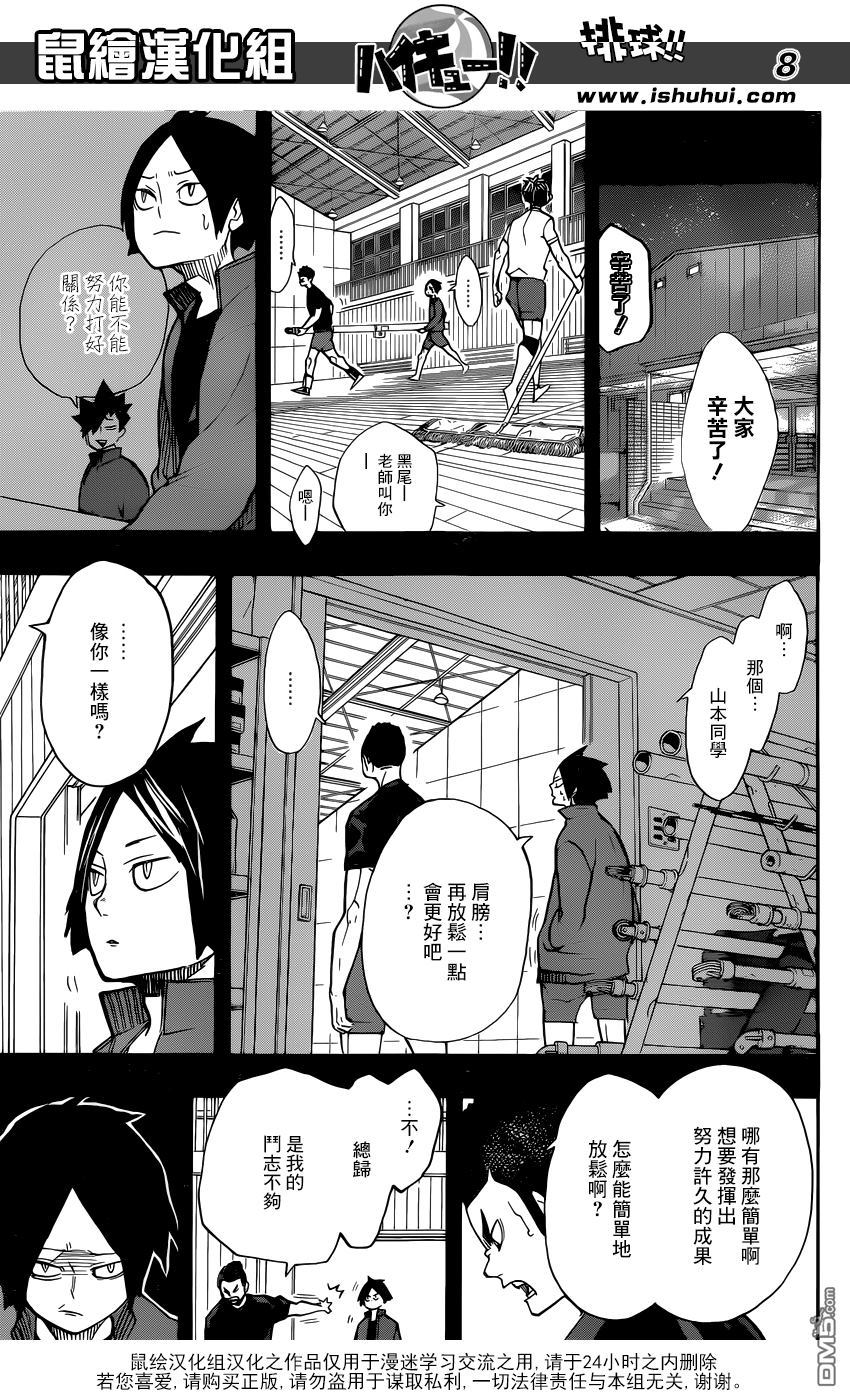 鼠繪漢化組
ハイキュー!!
排球!!
8
www.ishuhui.com
辛苦了!
大家
辛苦了!
……
……
黑尾—
老師叫你
—
嗯—
你能不能
努力打好
關係?
啊…
那個…
山本同學
肩膀…
再放鬆一點
會更好吧
…?
……
……
像你一樣嗎?
哪有那麼簡單啊
想要發揮出
努力許久的成果
怎麼能簡單地
放鬆啊?
…不!
總歸
是我的
鬥志不夠
DM5.com
鼠绘汉化组汉化之作品仅用于漫迷学习交流之用, 请于24小时之内删除
若您喜爱, 请购买正版, 请勿盗用于谋取私利, 一切法律责任与本组无关, 谢谢。